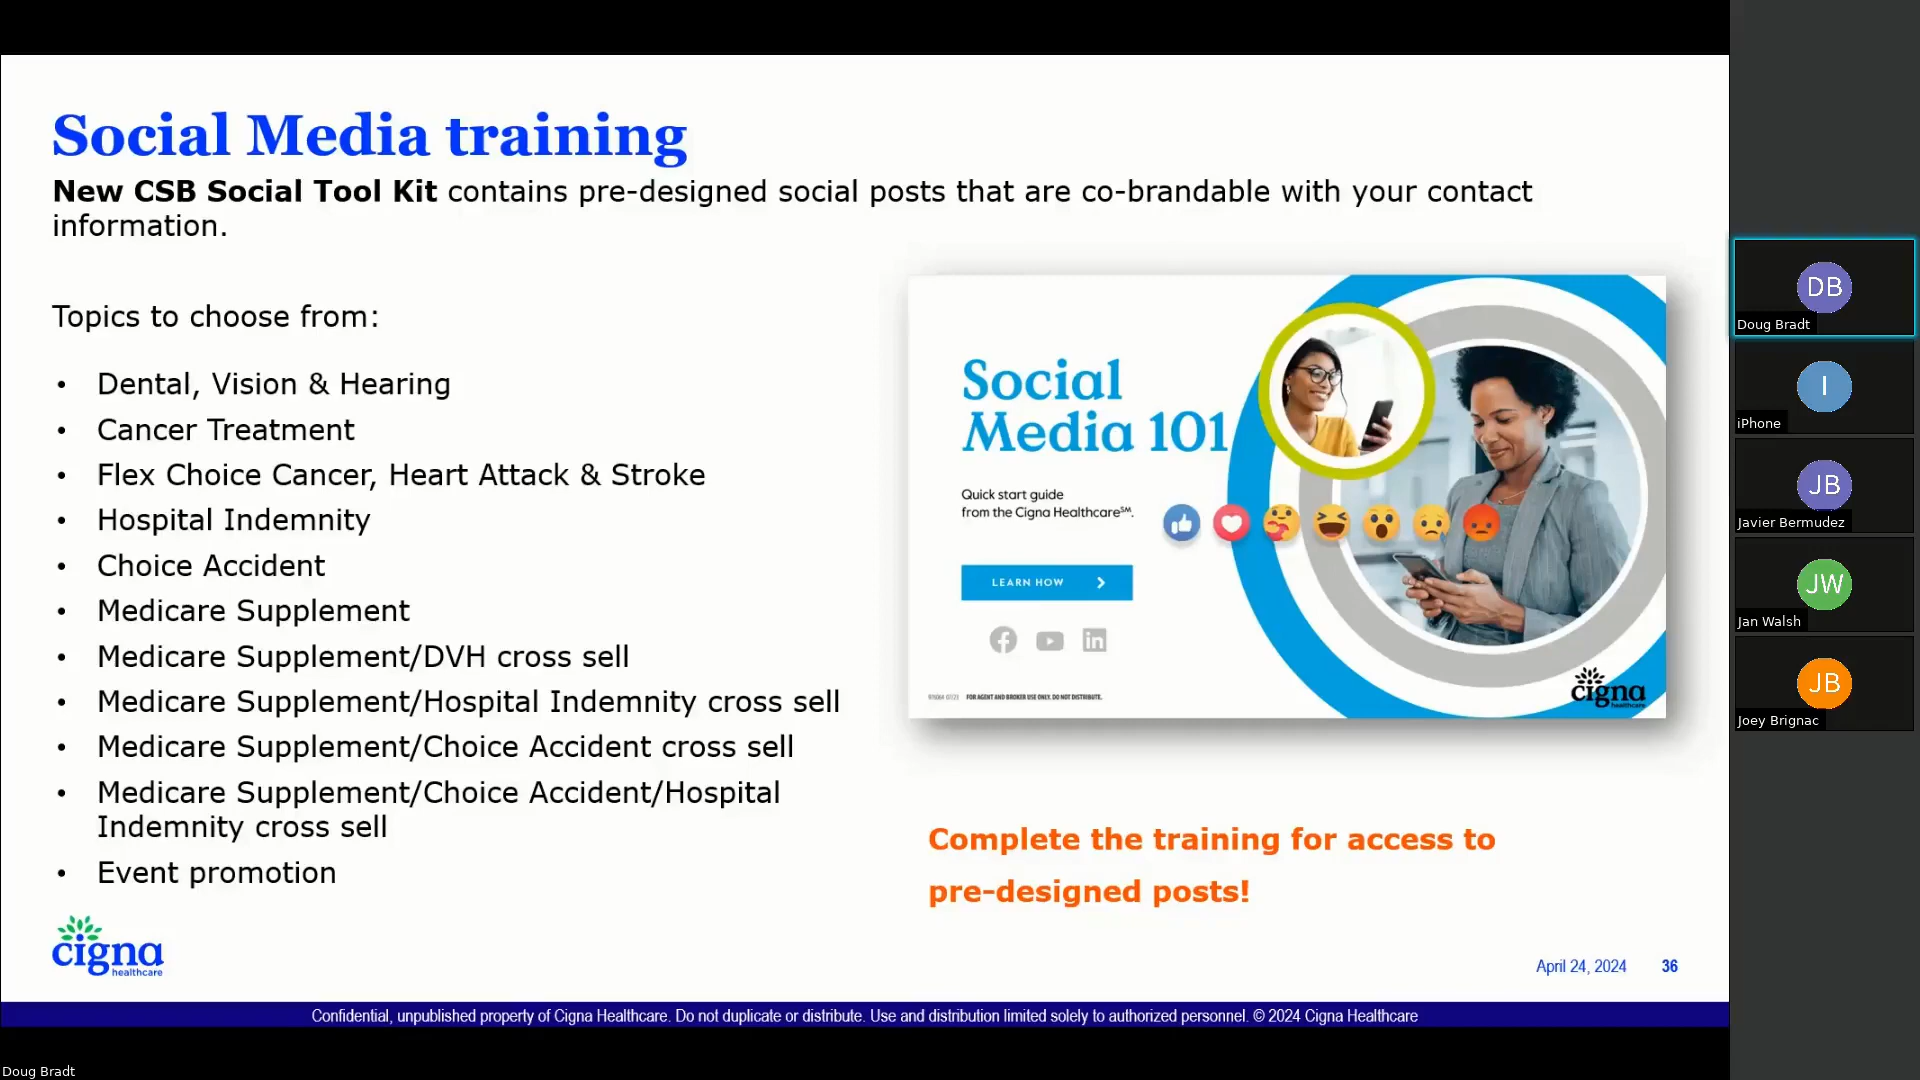 Social Media training
New CSB Social Tool Kit contains pre-designed social posts that are co-brandable with your contact
information.
Topics to choose from:
• Dental, Vision & Hearing
• Cancer Treatment
• Flex Choice Cancer, Heart Attack & Stroke
• Hospital Indemnity
• Choice Accident
• Medicare Supplement
• Medicare Supplement/DVH cross sell
• Medicare Supplement/Hospital Indemnity cross sell
• Medicare Supplement/Choice Accident cross sell
• Medicare Supplement/Choice Accident/Hospital
Indemnity cross sell
• Event promotion
Social
Media 101
Quick start guide
from the Cigna Healthcare℠.
LEARN HOW
FOR AGENT AND BROKER USE ONLY. DO NOT DISTRIBUTE.
cigna
healthcare
Complete the training for access to
pre-designed posts!
cigna
healthcare
April 24, 2024 36
Confidential, unpublished property of Cigna Healthcare. Do not duplicate or distribute. Use and distribution limited solely to authorized personnel. © 2024 Cigna Healthcare
Doug Bradt
DB
Doug Bradt
I
iPhone
JB
Javier Bermudez
JW
Jan Walsh
JB
Joey Brignac